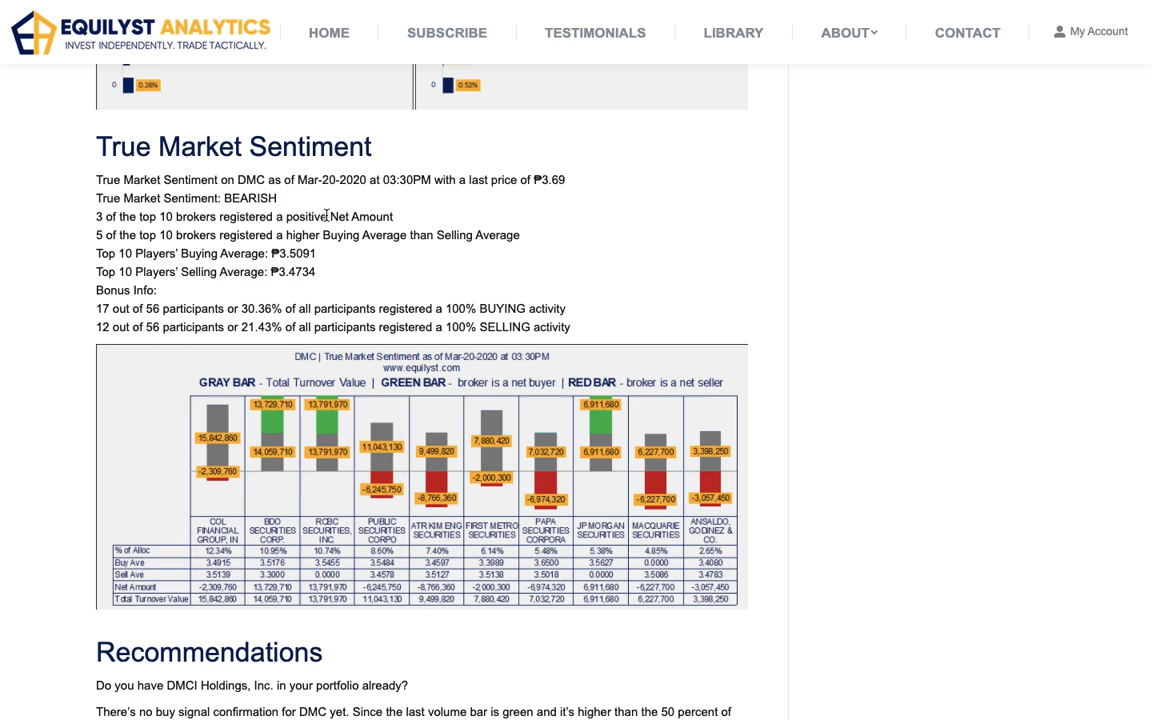 EQUILYST ANALYTICS
INVEST INDEPENDENTLY. TRADE TACTICALLY.
HOME SUBSCRIBE TESTIMONIALS LIBRARY ABOUT CONTACT My Account
0 0.26% 0 0.52%
True Market Sentiment
True Market Sentiment on DMC as of Mar-20-2020 at 03:30PM with a last price of ₱3.69
True Market Sentiment: BEARISH
3 of the top 10 brokers registered a positive Net Amount
5 of the top 10 brokers registered a higher Buying Average than Selling Average
Top 10 Players’ Buying Average: ₱3.5091
Top 10 Players’ Selling Average: ₱3.4734
Bonus Info:
17 out of 56 participants or 30.36% of all participants registered a 100% BUYING activity
12 out of 56 participants or 21.43% of all participants registered a 100% SELLING activity
DMC | True Market Sentiment as of Mar-20-2020 at 03:30PM
www.equilyst.com
GRAY BAR - Total Turnover Value | GREEN BAR - broker is a net buyer | RED BAR - broker is a net seller
13,729,710 13,791,970 6,911,680
15,842,860 14,059,710 13,791,970 11,043,130 9,499,820 7,880,420 7,032,720 6,911,680 6,227,700 3,398,250
-2,309,760 -6,245,750 -8,766,360 -2,000,300 -6,974,320 -6,227,700 -3,057,450
COL FINANCIAL GROUP, IN
BDO SECURITIES CORP.
RCBC SECURITIES, INC.
PUBLIC SECURITIES CORPO
ATR KIM ENG SECURITIES
FIRST METRO SECURITIES
PAPA SECURITIES CORPORA
JP MORGAN SECURITIES
MACQUARIE SECURITIES
ANSALDO, GODINEZ & CO.
% of Alloc 12.34% 10.95% 10.74% 8.60% 7.40% 6.14% 5.48% 5.38% 4.85% 2.65%
Buy Ave 3.4915 3.5176 3.5455 3.5484 3.4597 3.3989 3.6500 3.5627 0.0000 3.4080
Sell Ave 3.5139 3.3000 0.0000 3.4578 3.5127 3.5138 3.5018 0.0000 3.5086 3.4783
Net Amount -2,309,760 13,729,710 13,791,970 -6,245,750 -8,766,360 -2,000,300 -6,974,320 6,911,680 -6,227,700 -3,057,450
Total Turnover Value 15,842,860 14,059,710 13,791,970 11,043,130 9,499,820 7,880,420 7,032,720 6,911,680 6,227,700 3,398,250
Recommendations
Do you have DMCI Holdings, Inc. in your portfolio already?
There’s no buy signal confirmation for DMC yet. Since the last volume bar is green and it’s higher than the 50 percent of